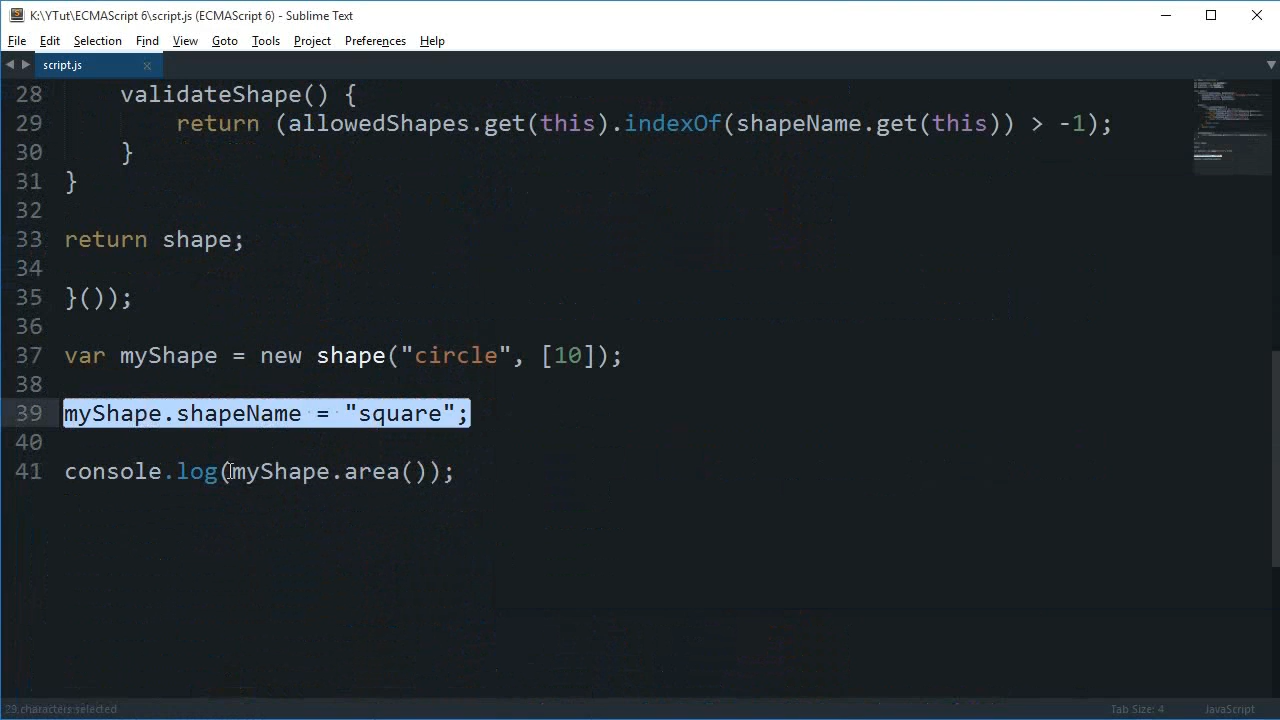 K:\YTut\ECMAScript 6\script.js (ECMAScript 6) - Sublime Text
File Edit Selection Find View Goto Tools Project Preferences Help
script.js
28 validateShape() {
29 return (allowedShapes.get(this).indexOf(shapeName.get(this)) > -1);
30 }
31 }
32
33 return shape;
34
35 }());
36
37 var myShape = new shape("circle", [10]);
38
39 myShape.shapeName = "square";
40
41 console.log(myShape.area());
29 characters selected Tab Size: 4 JavaScript